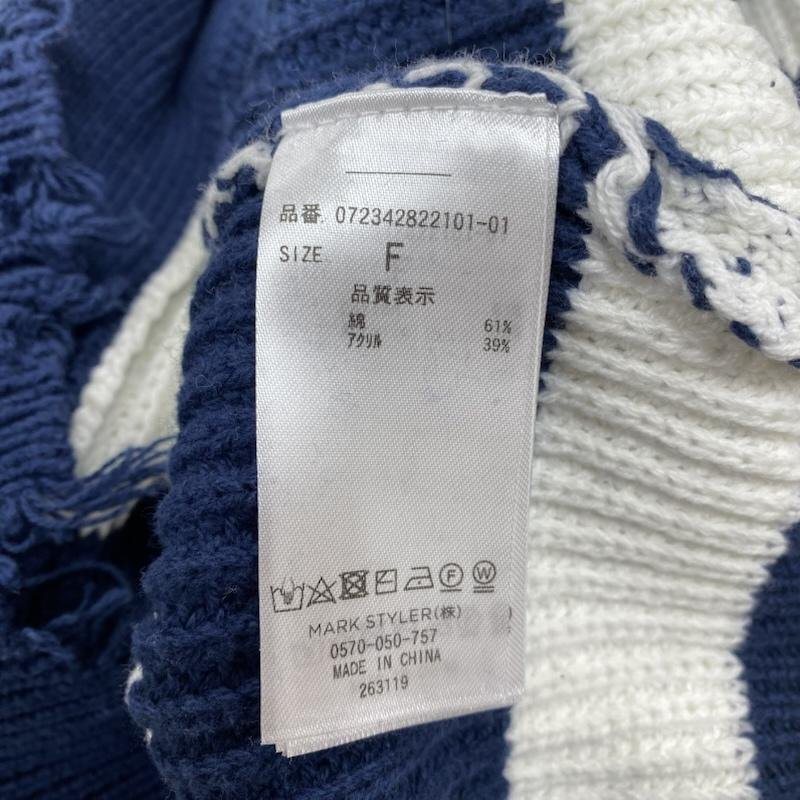 品番 072342822101-01
SIZE F
品質表示
綿 61%
アクリル 39%
F W
MARK STYLER(株)
0570-050-757
MADE IN CHINA
263119